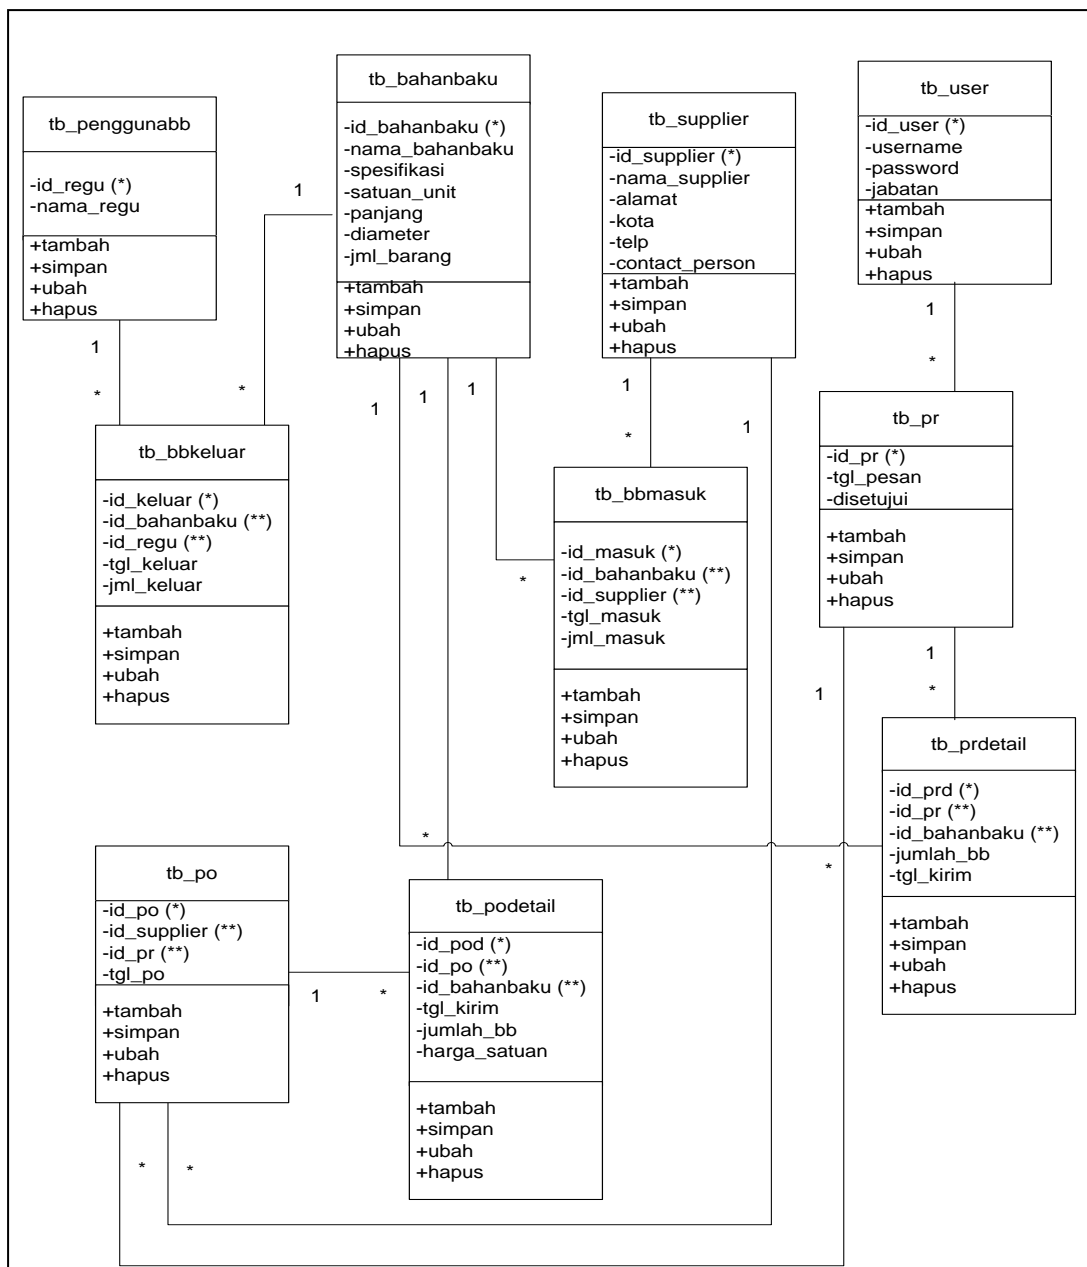 tb_penggunabb
-id_regu (*)
-nama_regu
+tambah
+simpan
+ubah
+hapus
tb_bahanbaku
-id_bahanbaku (*)
-nama_bahanbaku
-spesifikasi
-satuan_unit
-panjang
-diameter
-jml_barang
+tambah
+simpan
+ubah
+hapus
tb_supplier
-id_supplier (*)
-nama_supplier
-alamat
-kota
-telp
-contact_person
+tambah
+simpan
+ubah
+hapus
tb_user
-id_user (*)
-username
-password
-jabatan
+tambah
+simpan
+ubah
+hapus
1
1
*
*
1
1
1
1
*
1
1
*
*
tb_bbkeluar
-id_keluar (*)
-id_bahanbaku (**)
-id_regu (**)
-tgl_keluar
-jml_keluar
+tambah
+simpan
+ubah
+hapus
tb_bbmasuk
-id_masuk (*)
-id_bahanbaku (**)
-id_supplier (**)
-tgl_masuk
-jml_masuk
+tambah
+simpan
+ubah
+hapus
tb_pr
-id_pr (*)
-tgl_pesan
-disetujui
+tambah
+simpan
+ubah
+hapus
1
1
*
tb_prdetail
-id_prd (*)
-id_pr (**)
-id_bahanbaku (**)
-jumlah_bb
-tgl_kirim
+tambah
+simpan
+ubah
+hapus
*
*
tb_po
-id_po (*)
-id_supplier (**)
-id_pr (**)
-tgl_po
+tambah
+simpan
+ubah
+hapus
1
*
tb_podetail
-id_pod (*)
-id_po (**)
-id_bahanbaku (**)
-tgl_kirim
-jumlah_bb
-harga_satuan
+tambah
+simpan
+ubah
+hapus
*
*